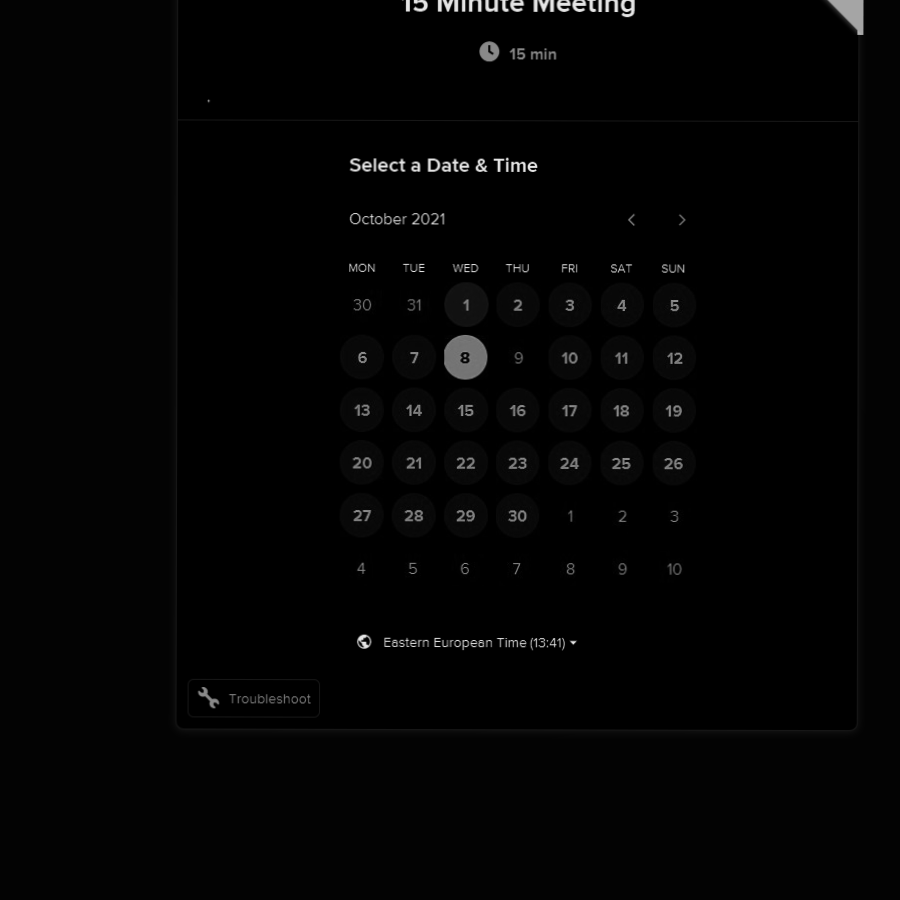 15 Minute Meeting
15 min
Select a Date & Time
October 2021
MON TUE WED THU FRI SAT SUN
30 31 1 2 3 4 5
6 7 8 9 10 11 12
13 14 15 16 17 18 19
20 21 22 23 24 25 26
27 28 29 30 1 2 3
4 5 6 7 8 9 10
Eastern European Time (13:41)
Troubleshoot